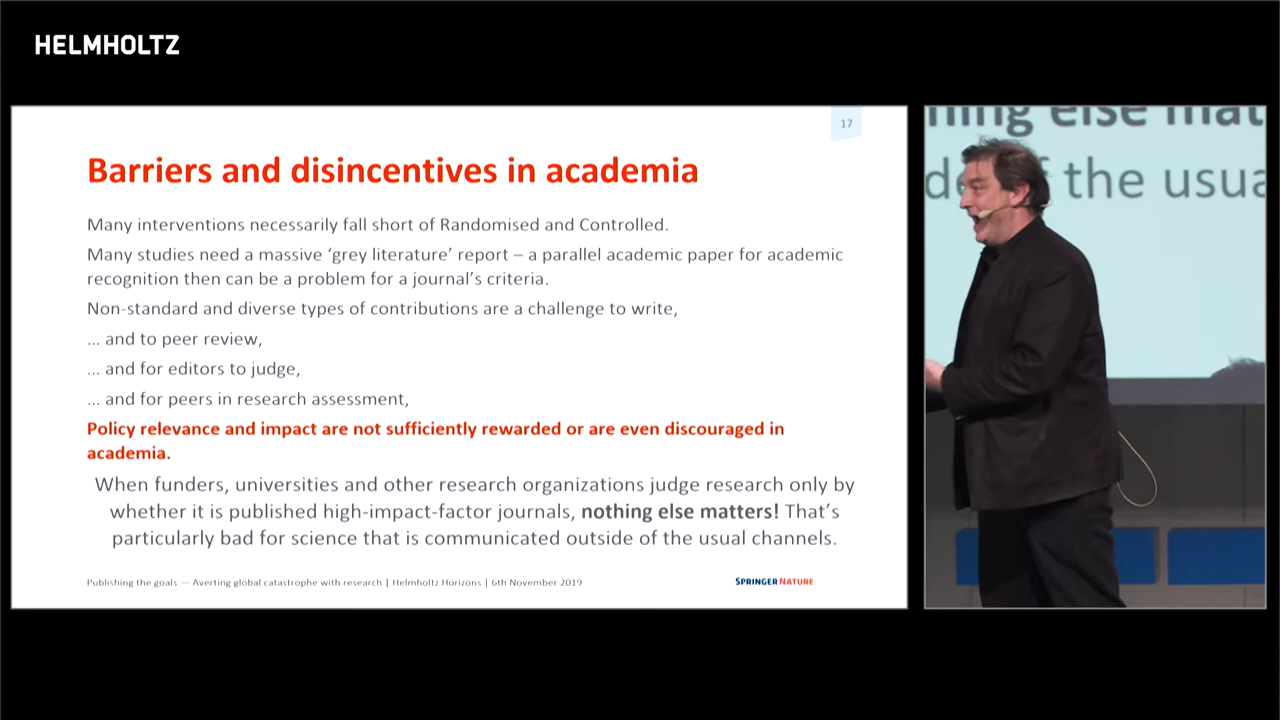 HELMHOLTZ
17
Barriers and disincentives in academia
Many interventions necessarily fall short of Randomised and Controlled.
Many studies need a massive ‘grey literature’ report – a parallel academic paper for academic
recognition then can be a problem for a journal’s criteria.
Non-standard and diverse types of contributions are a challenge to write,
... and to peer review,
... and for editors to judge,
... and for peers in research assessment,
Policy relevance and impact are not sufficiently rewarded or are even discouraged in
academia.
When funders, universities and other research organizations judge research only by
whether it is published high-impact-factor journals, nothing else matters! That’s
particularly bad for science that is communicated outside of the usual channels.
Publishing the goals — Averting global catastrophe with research | Helmholtz Horizons | 6th November 2019
SPRINGER NATURE
hing else mat
de of the usua